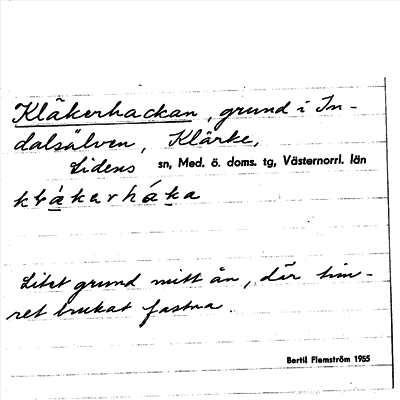 Kläkerhackan, grund i In-
dalsälven, Klärke,
Lidens sn, Med. ö. doms. tg, Västernorrl. län
Litet grund mitt i ån, där tim-
ret brukat fastna.
Bertil Flemström 1955